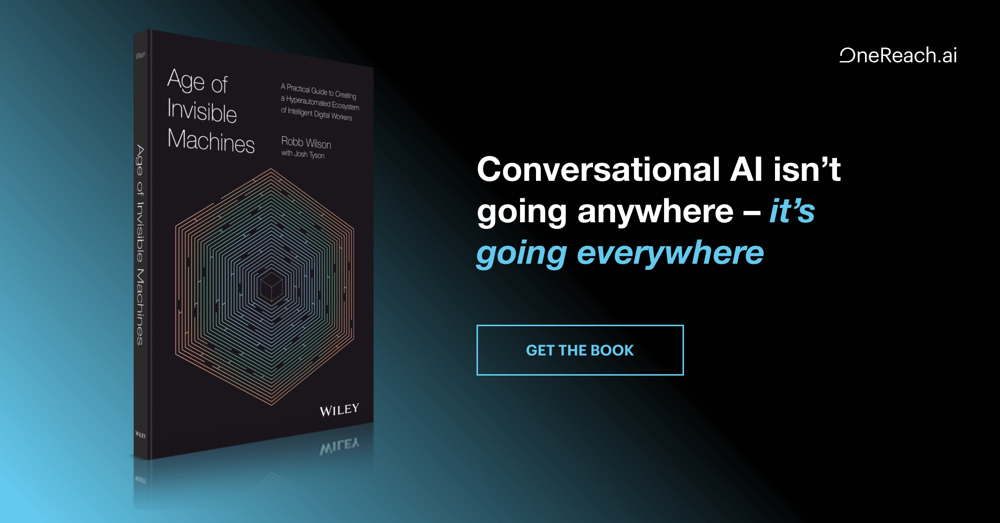 Wilson
Age of Invisible Machines
WILEY
Age of
Invisible
Machines
A Practical Guide to Creating
a Hyperautomated Ecosystem
of Intelligent Digital Workers
Robb Wilson
with Josh Tyson
WILEY
OneReach.ai
Conversational AI isn’t
going anywhere – it’s
going everywhere
GET THE BOOK